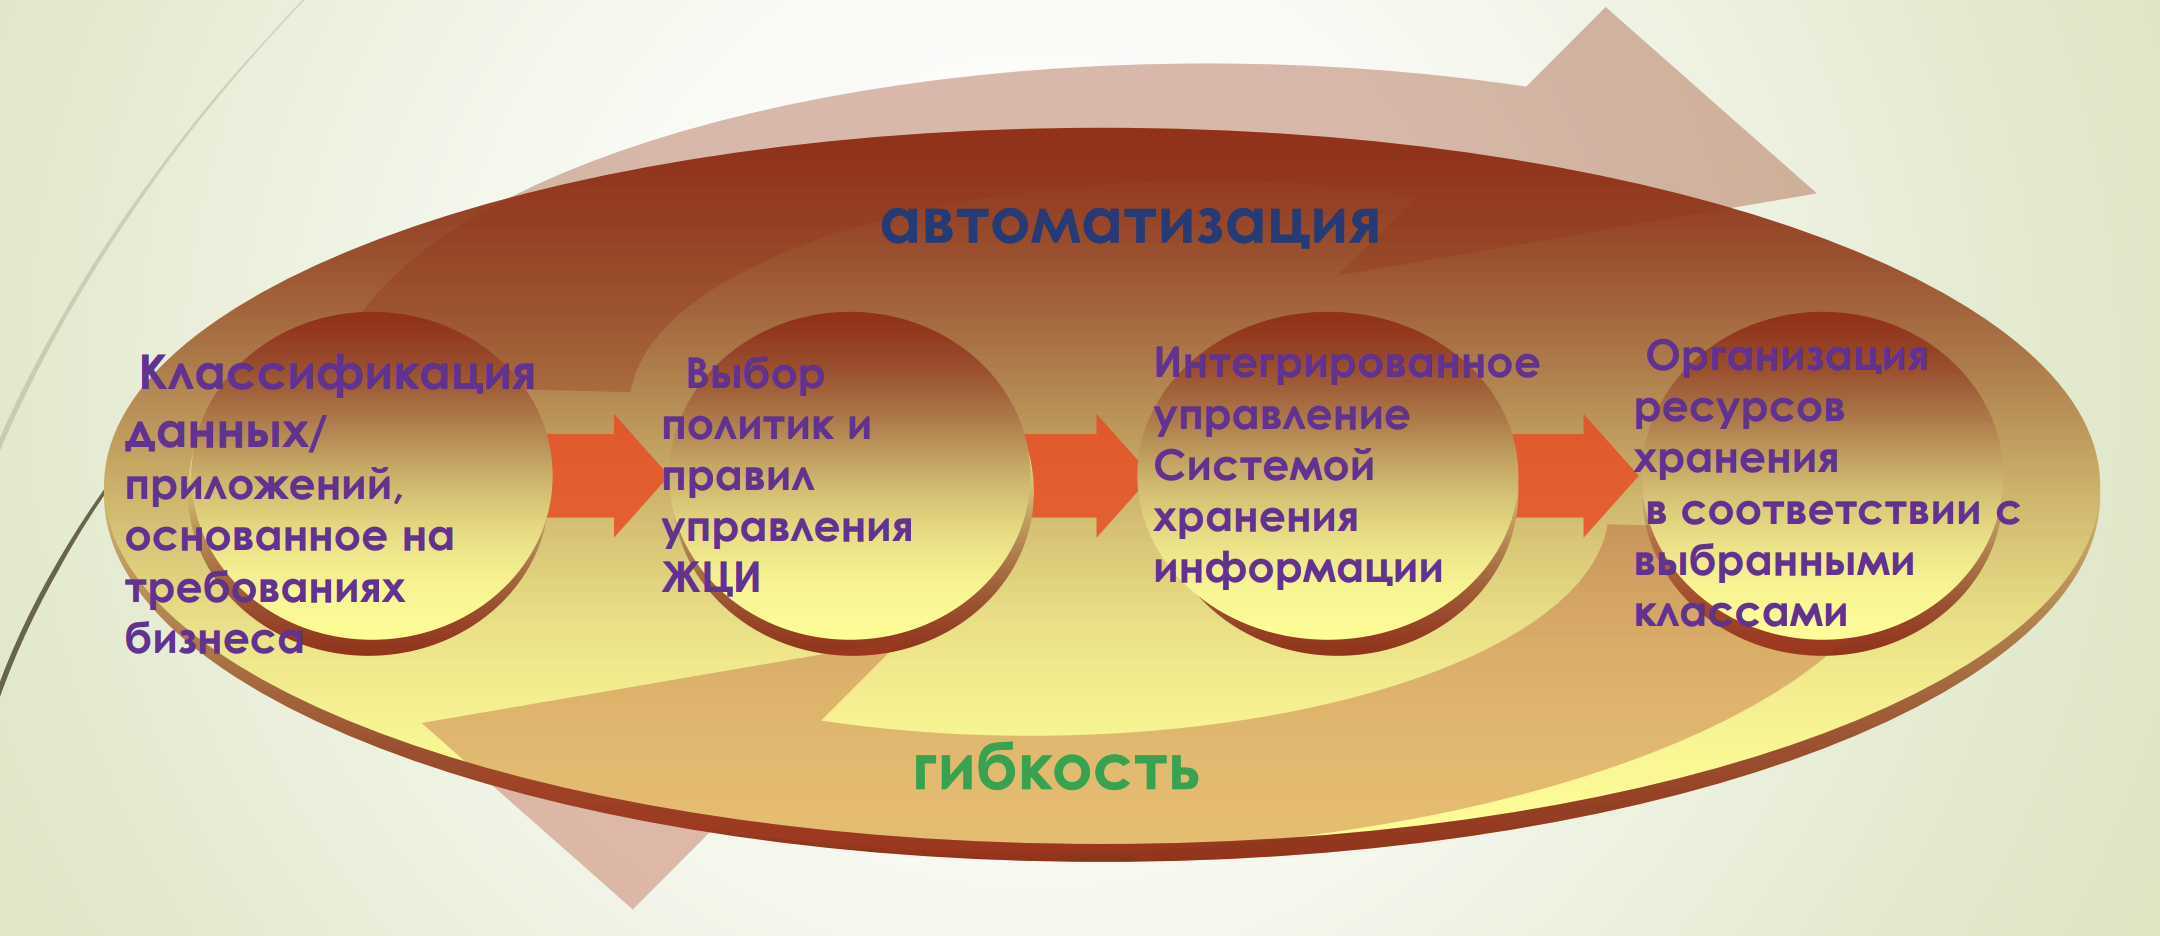 автоматизация
Классификация
данных/
приложений,
основанное на
требованиях
бизнеса
Выбор
политик и
правил
управления
ЖЦИ
Интегрированное
управление
Системой
хранения
информации
Организация
ресурсов
хранения
в соответствии с
выбранными
классами
гибкость